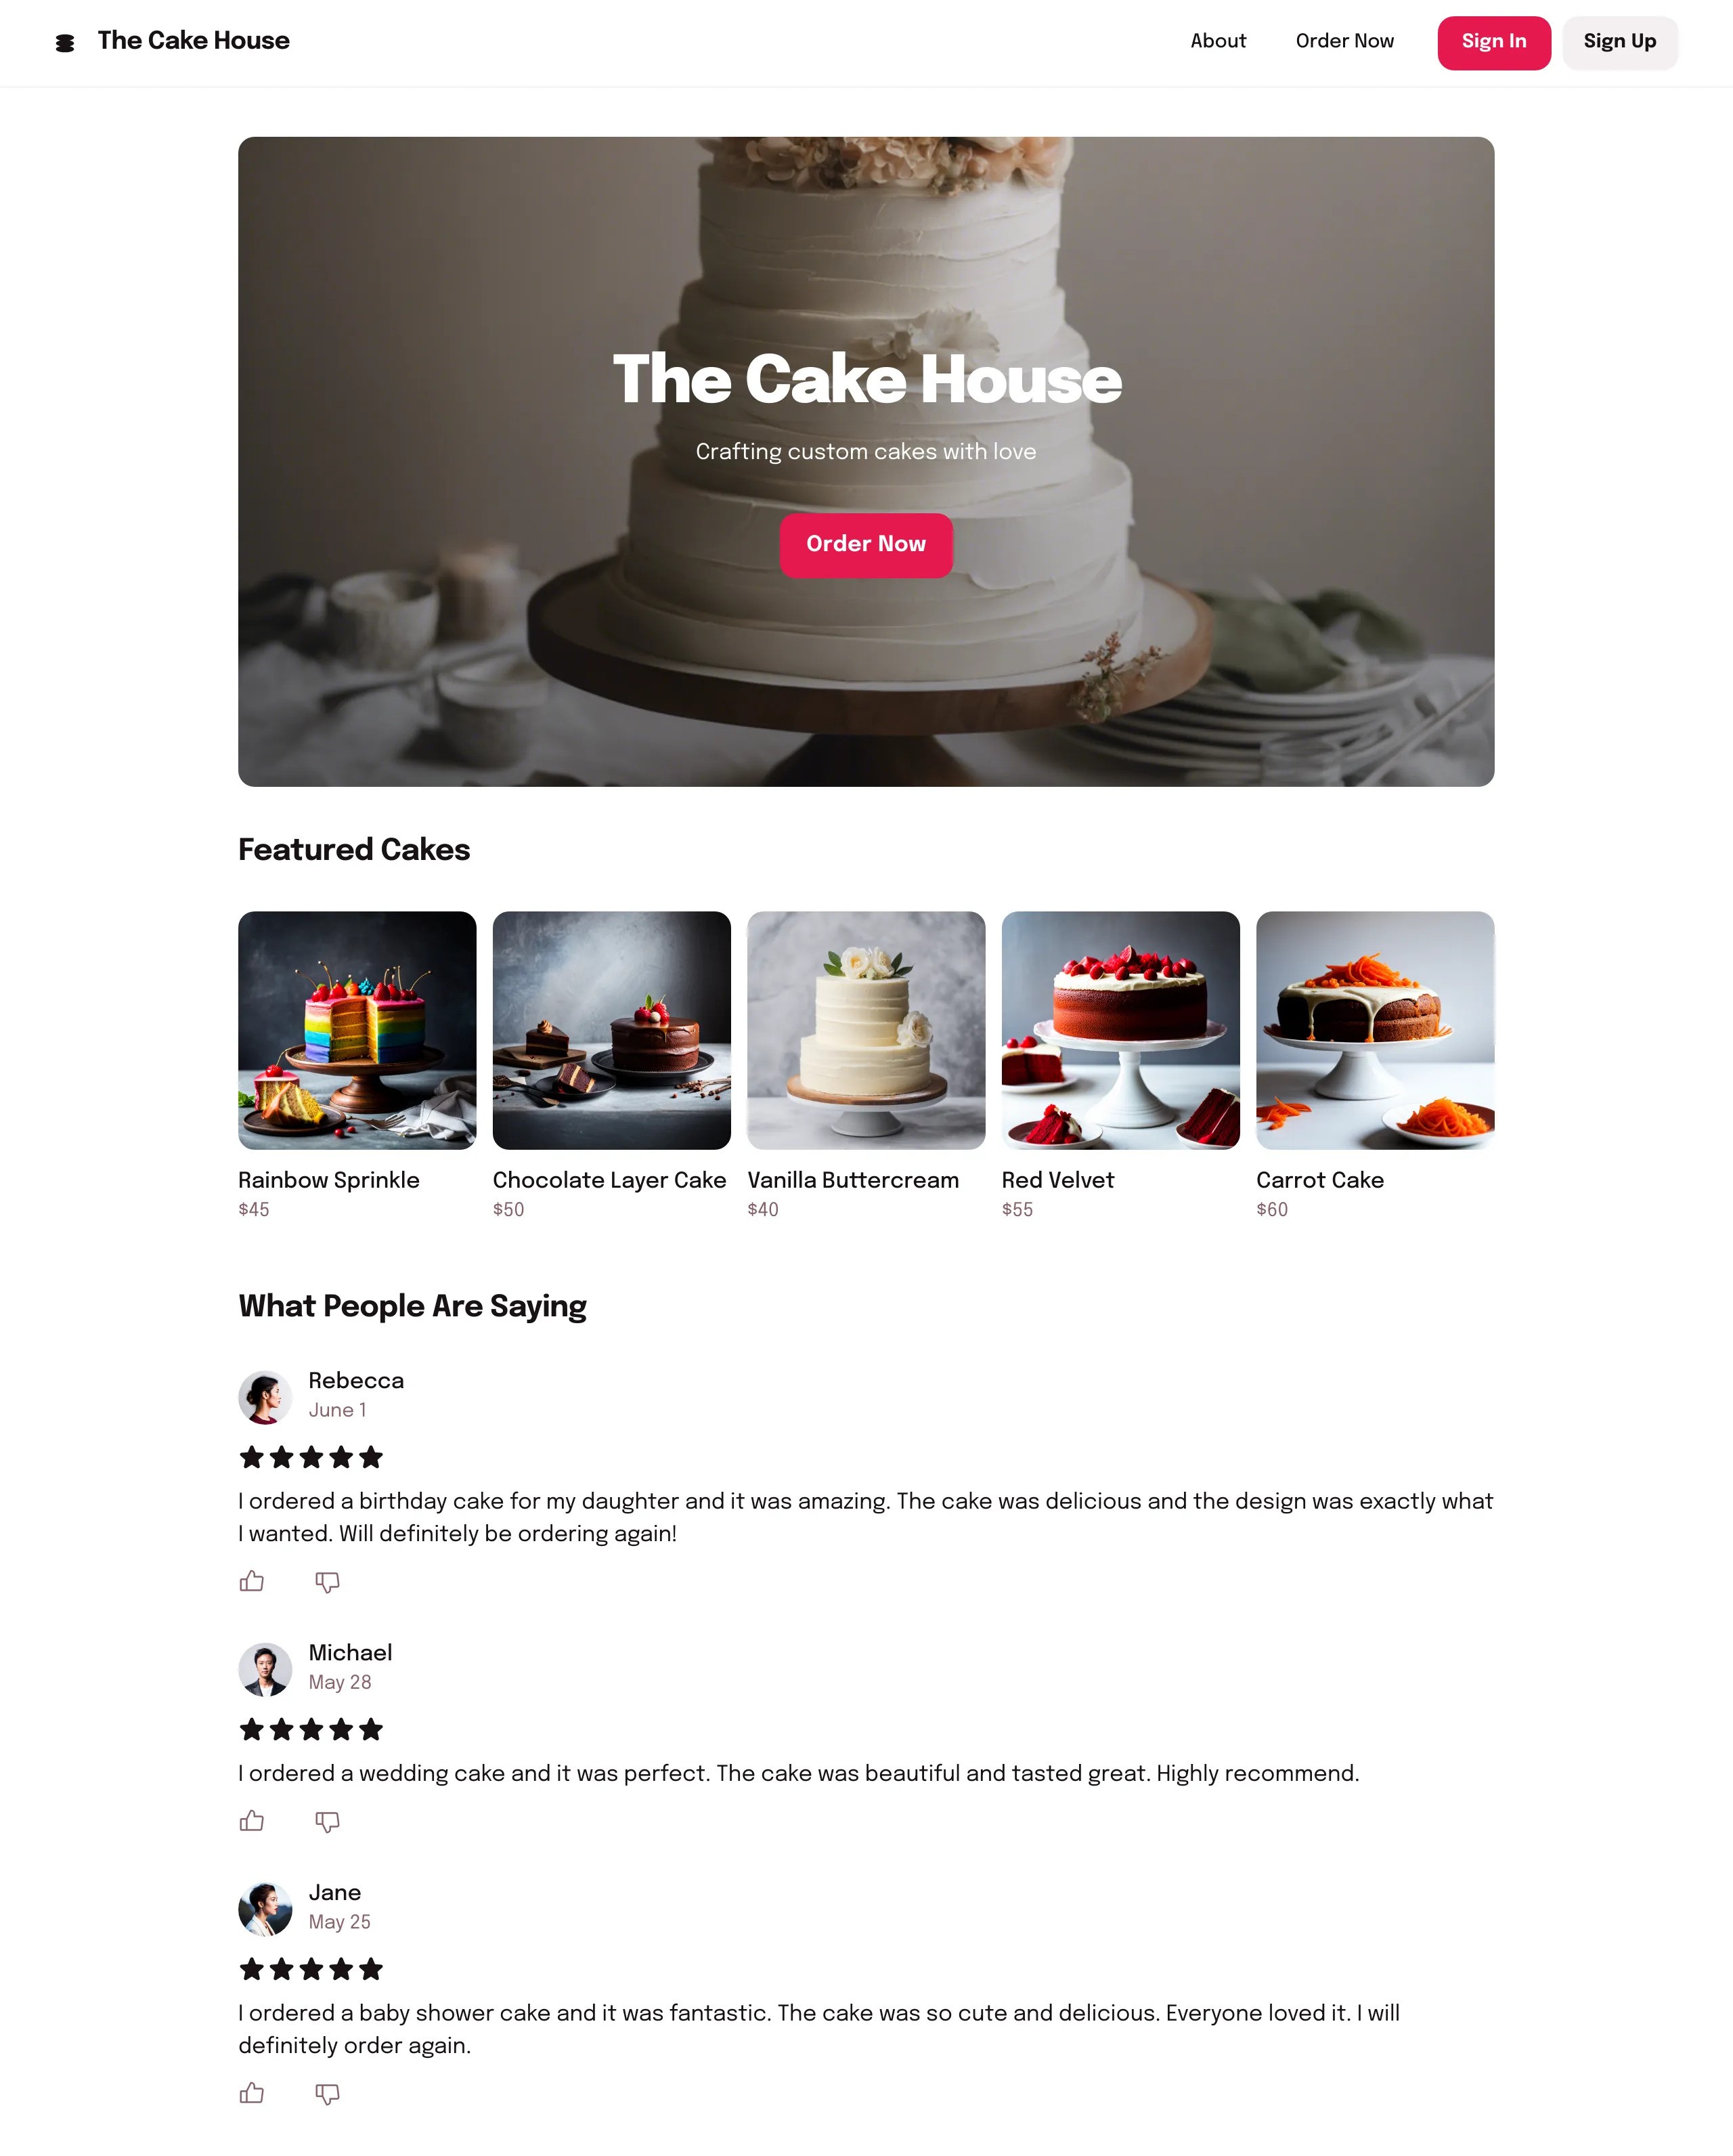 The Cake House
About
Order Now
Sign In
Sign Up
The Cake House
Crafting custom cakes with love
Order Now
Featured Cakes
Rainbow Sprinkle
$45
Chocolate Layer Cake
$50
Vanilla Buttercream
$40
Red Velvet
$55
Carrot Cake
$60
What People Are Saying
Rebecca
June 1
I ordered a birthday cake for my daughter and it was amazing. The cake was delicious and the design was exactly what
I wanted. Will definitely be ordering again!
Michael
May 28
I ordered a wedding cake and it was perfect. The cake was beautiful and tasted great. Highly recommend.
Jane
May 25
I ordered a baby shower cake and it was fantastic. The cake was so cute and delicious. Everyone loved it. I will
definitely order again.